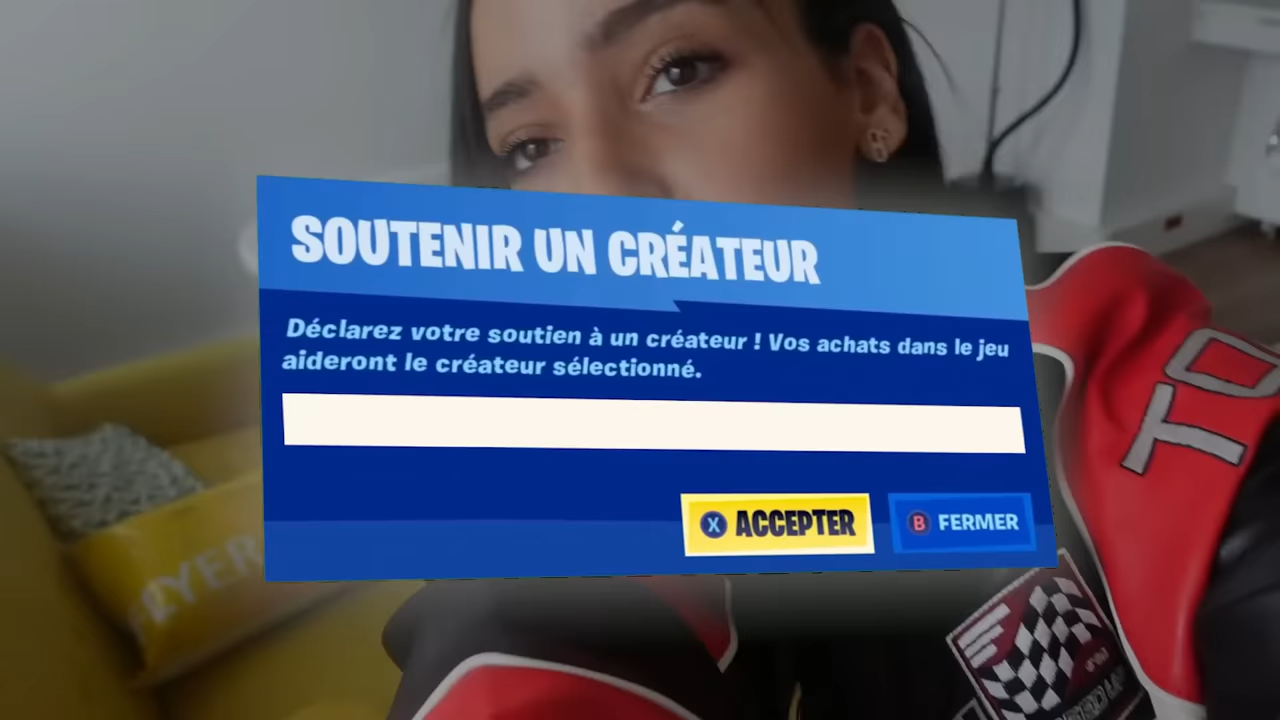 SOUTENIR UN CRÉATEUR
Déclarez votre soutien à un créateur ! Vos achats dans le jeu
aideront le créateur sélectionné.
X ACCEPTER
B FERMER
TO